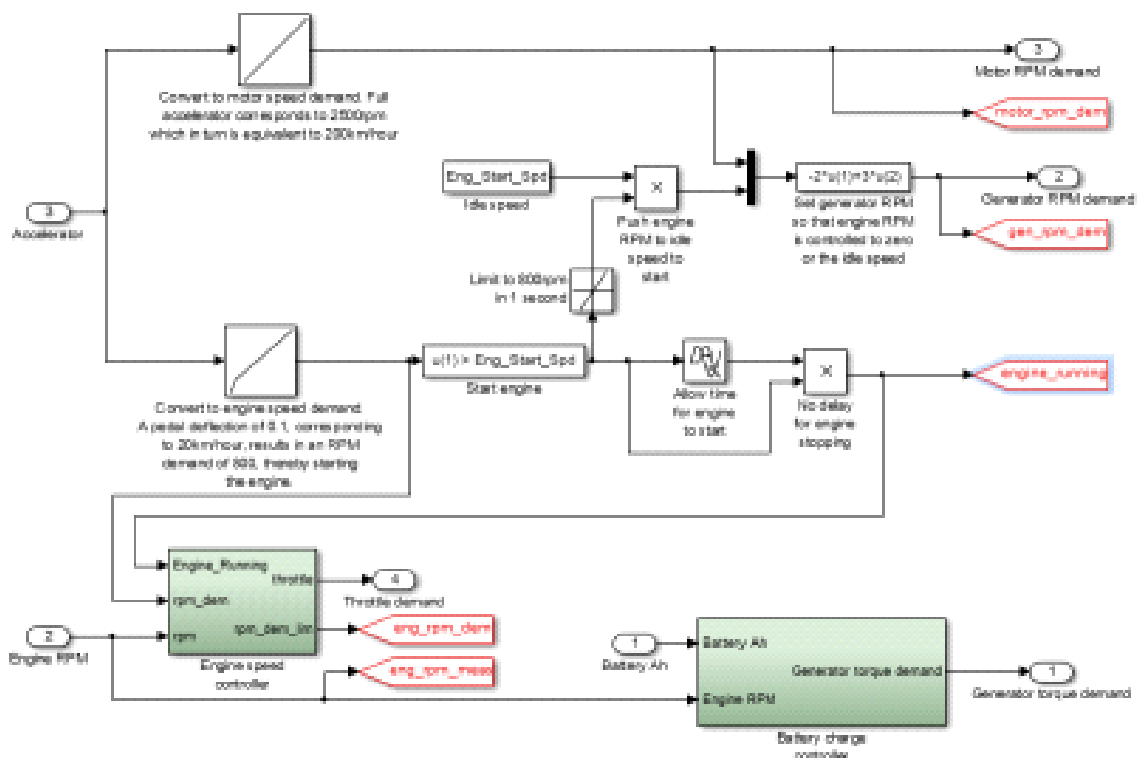 3
Motor RPM demand
Convert to motor speed demand. Full
accelerator corresponds to 2500rpm
which in turn is equivalent to 200km/hour
motor_rpm_dem
Eng_Start_Spd
Idle speed
×
Push engine
RPM to idle
speed to
start
-2*u(1)+3*u(2)
Set generator RPM
so that engine RPM
is controlled to zero
or the idle speed
2
Generator RPM demand
gen_rpm_dem
3
Accelerator
Limit to 800rpm
in 1 second
u(1) > Eng_Start_Spd
Start engine
Allow time
for engine
to start
×
No delay
for engine
stopping
engine_running
Convert to engine speed demand.
A pedal deflection of 0.1, corresponding
to 20km/hour, results in an RPM
demand of 800, thereby starting
the engine.
Engine_Running
throttle
rpm_dem
rpm_dem_lim
rpm
Engine speed
controller
4
Throttle demand
eng_rpm_dem
eng_rpm_meas
2
Engine RPM
1
Battery Ah
Battery Ah
Generator torque demand
Engine RPM
Battery charge
controller
1
Generator torque demand